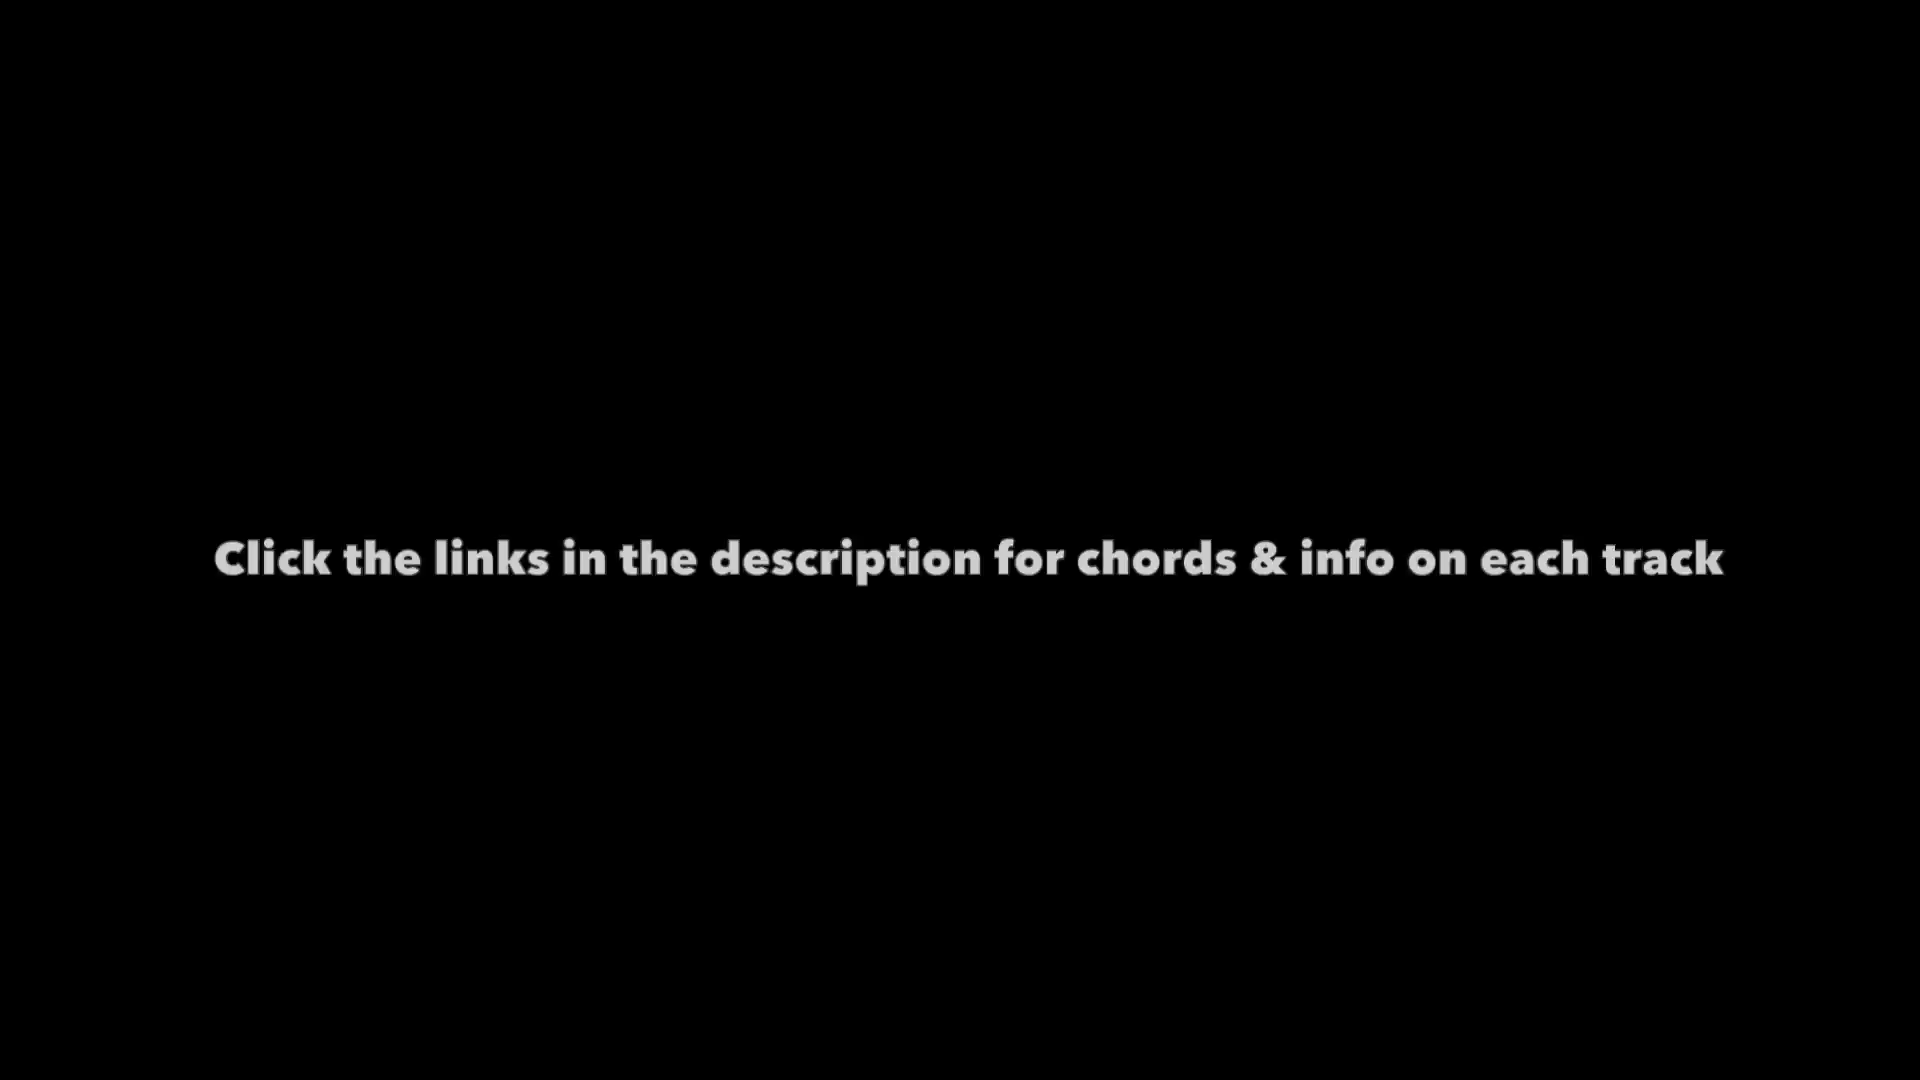 Click the links in the description for chords & info on each track